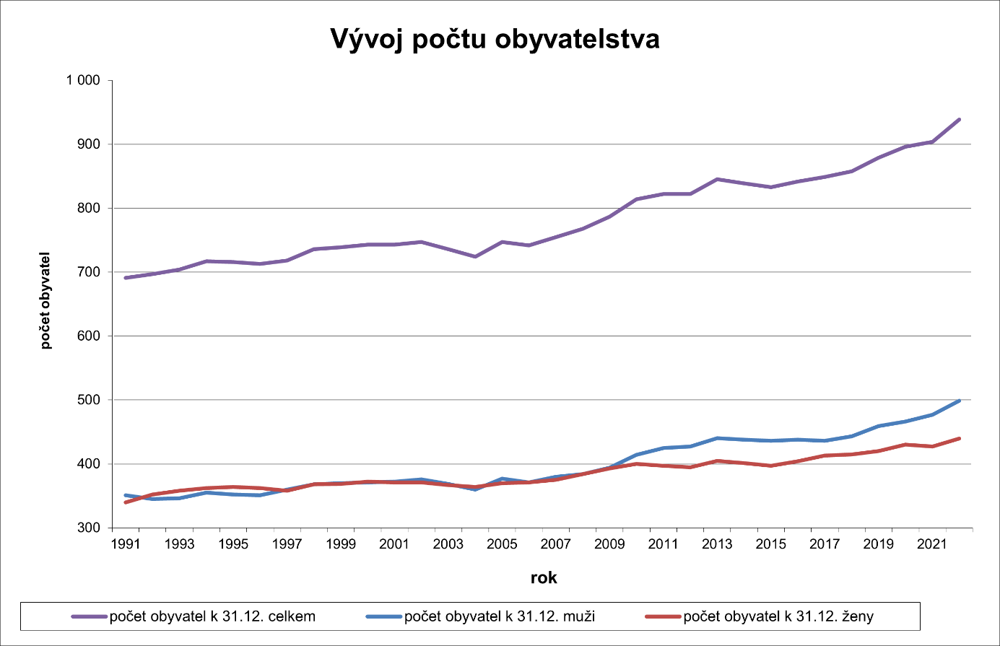 Vývoj počtu obyvatelstva
počet obyvatel
1 000
900
800
700
600
500
400
300
1991 1993 1995 1997 1999 2001 2003 2005 2007 2009 2011 2013 2015 2017 2019 2021
rok
počet obyvatel k 31.12. celkem počet obyvatel k 31.12. muži počet obyvatel k 31.12. ženy